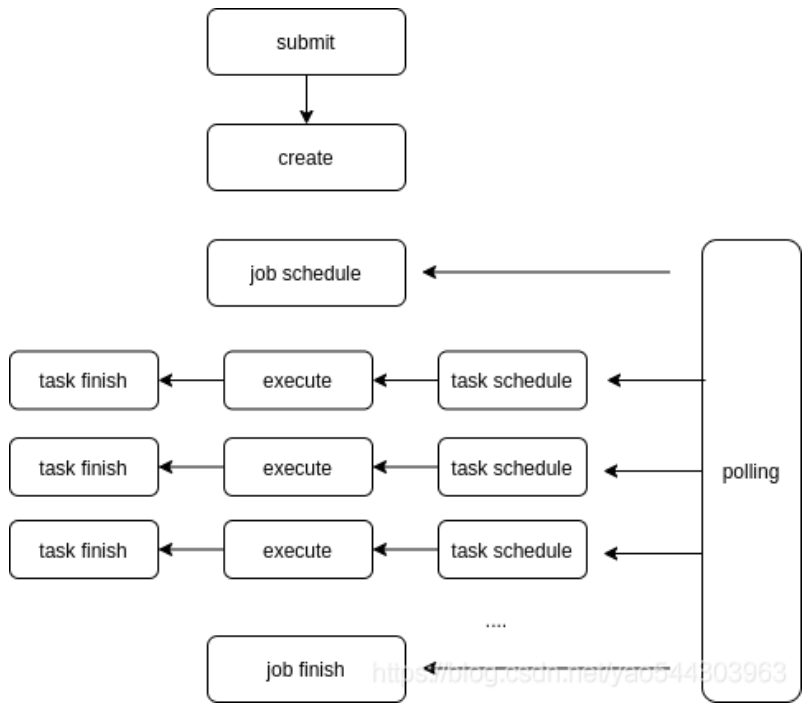 submit
create
job schedule
task finish execute task schedule
task finish execute task schedule
polling
task finish execute task schedule
....
job finish
https://blog.csdn.net/yao544303963